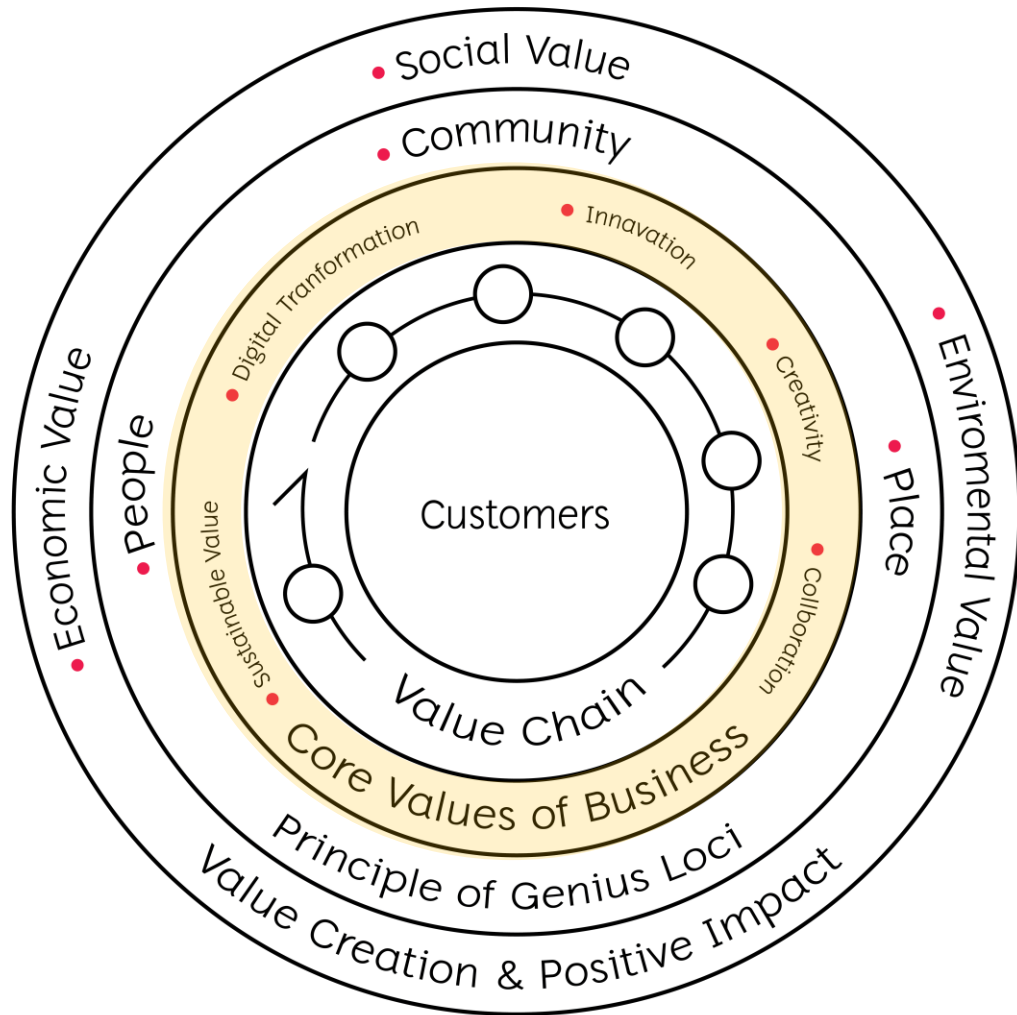 Social Value
Community
Innavation
Digital Tranformation
Creativity
Enviromental Value
Economic Value
People
Place
Customers
Sustainable Value
Collboration
Value Chain
Core Values of Business
Principle of Genius Loci
Value Creation & Positive Impact